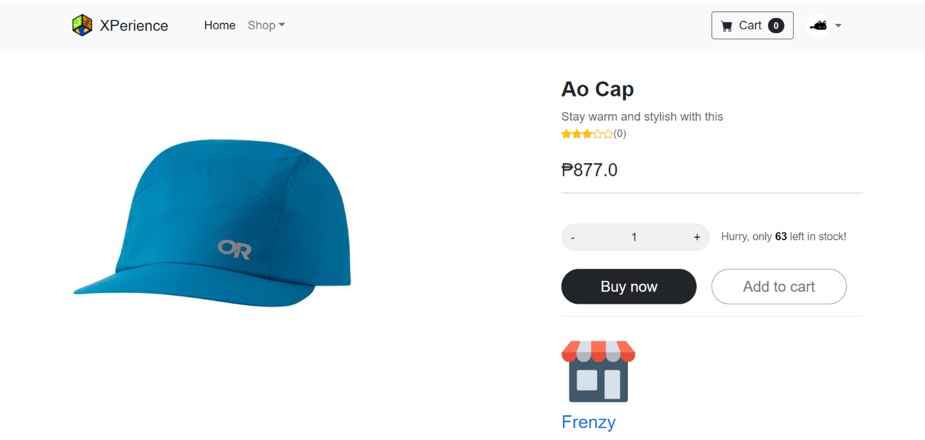 XPerience Home Shop Cart 0
Ao Cap
Stay warm and stylish with this
(0)
₱877.0
- 1 + Hurry, only 63 left in stock!
OR
Buy now Add to cart
Frenzy